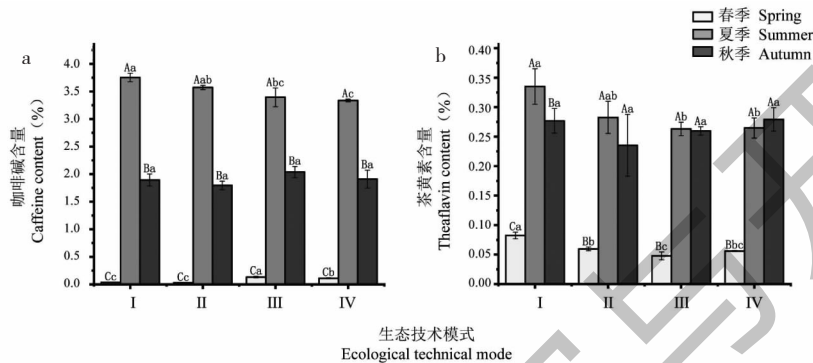 春季 Spring
夏季 Summer
秋季 Autumn
a
咖啡碱含量（%）
Caffeine content (%)
4.0
3.5
3.0
2.5
2.0
1.5
1.0
0.5
0.0
Aa
Aab
Abc
Ac
Ba
Ba
Ba
Ba
Cc
Cc
Ca
Cb
I
II
III
IV
b
茶黄素含量（%）
Theaflavin content (%)
0.40
0.35
0.30
0.25
0.20
0.15
0.10
0.05
0.00
Aa
Ba
Aab
Aa
Ab
Aa
Ab
Aa
Ca
Bb
Bc
Bbc
I
II
III
IV
生态技术模式
Ecological technical mode